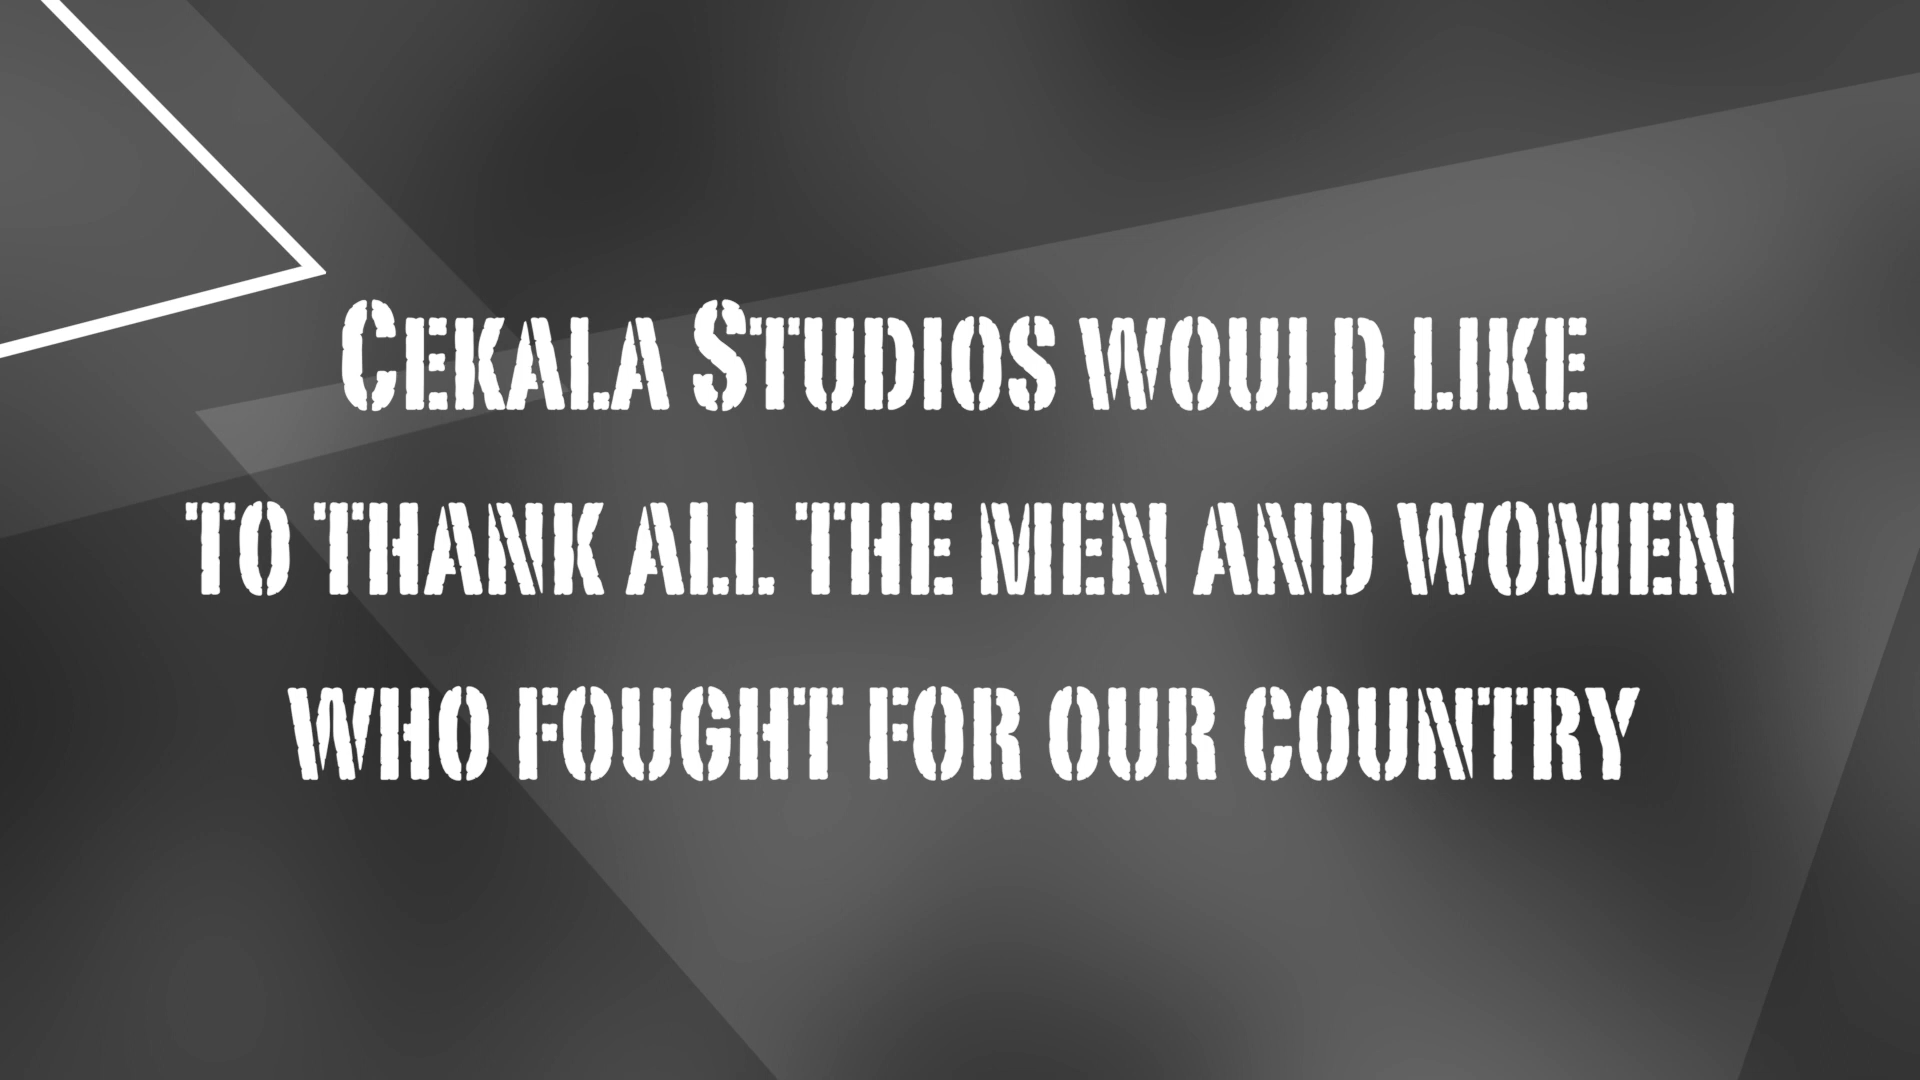 Cekala Studios would like
to thank all the men and women
who fought for our country